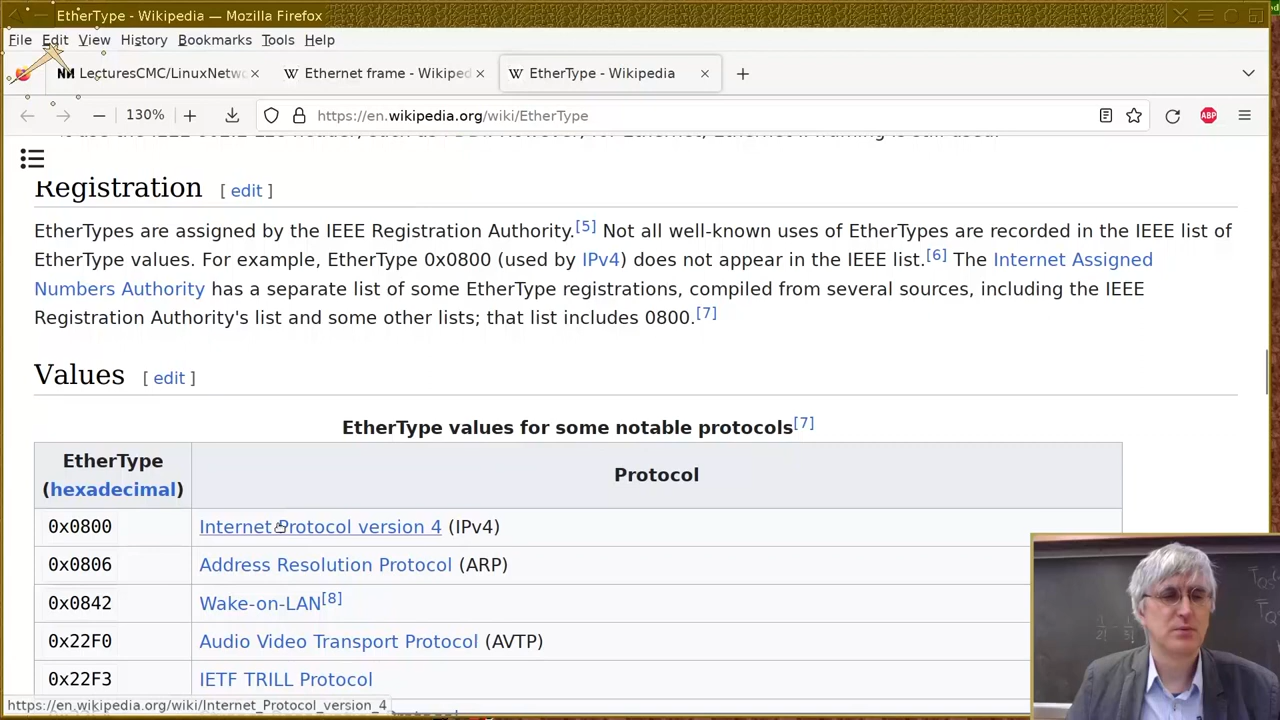 EtherType - Wikipedia — Mozilla Firefox
File Edit View History Bookmarks Tools Help
LecturesCMC/LinuxNetwo
Ethernet frame - Wikiped
EtherType - Wikipedia
130%
https://en.wikipedia.org/wiki/EtherType
ABP
Registration [ edit ]
EtherTypes are assigned by the IEEE Registration Authority.[5] Not all well-known uses of EtherTypes are recorded in the IEEE list of
EtherType values. For example, EtherType 0x0800 (used by IPv4) does not appear in the IEEE list.[6] The Internet Assigned
Numbers Authority has a separate list of some EtherType registrations, compiled from several sources, including the IEEE
Registration Authority's list and some other lists; that list includes 0800.[7]
Values [ edit ]
EtherType values for some notable protocols[7]
EtherType
(hexadecimal)
Protocol
0x0800 Internet Protocol version 4 (IPv4)
0x0806 Address Resolution Protocol (ARP)
0x0842 Wake-on-LAN[8]
0x22F0 Audio Video Transport Protocol (AVTP)
0x22F3 IETF TRILL Protocol
https://en.wikipedia.org/wiki/Internet_Protocol_version_4